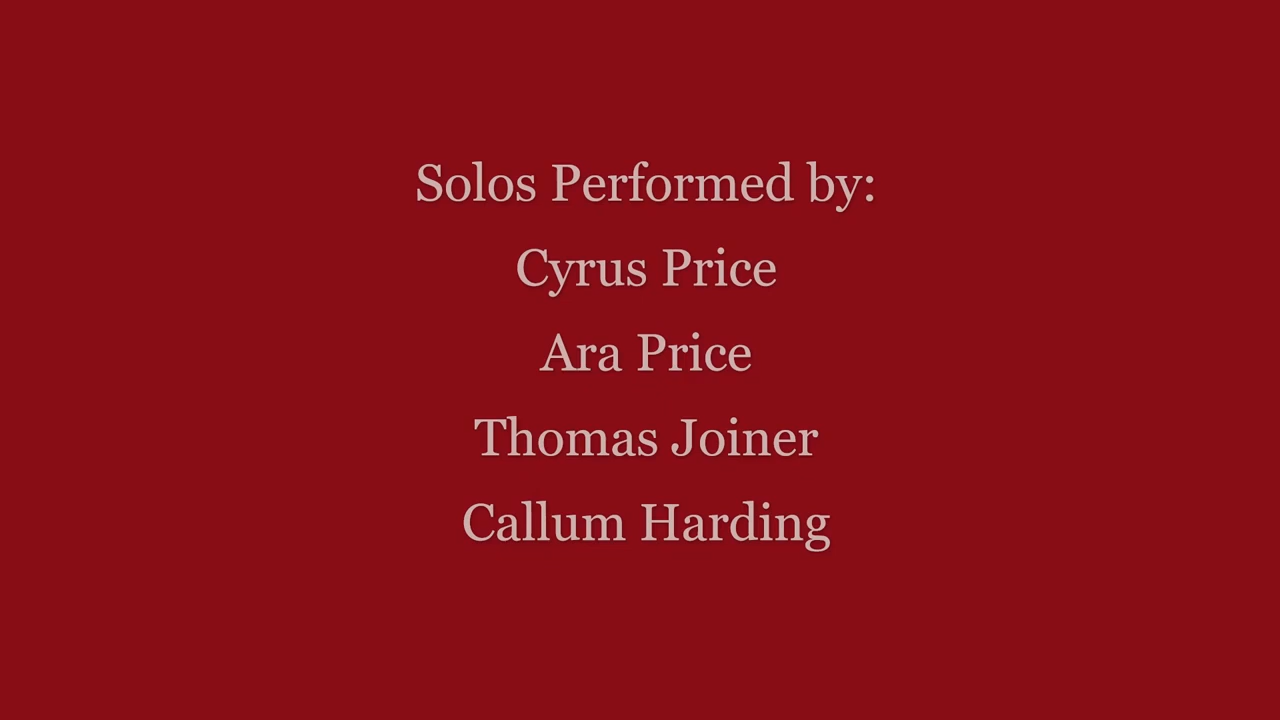 Solos Performed by:
Cyrus Price
Ara Price
Thomas Joiner
Callum Harding